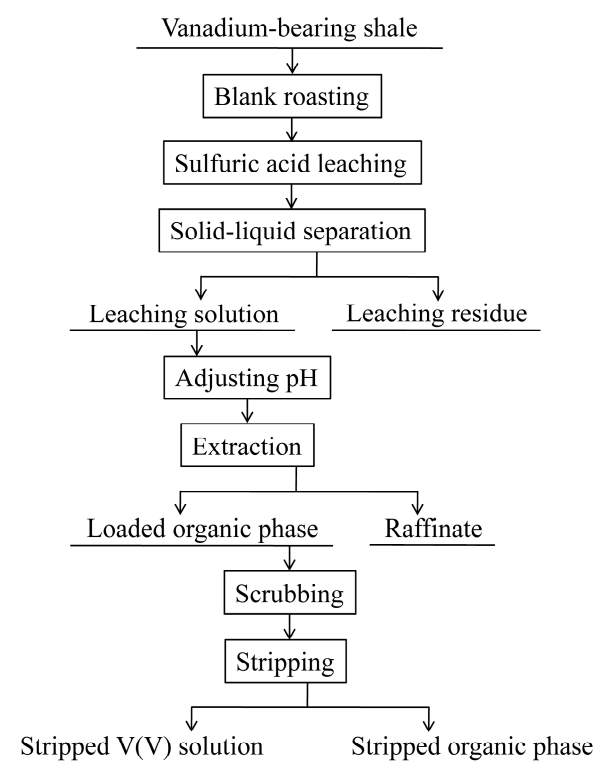 Vanadium-bearing shale
Blank roasting
Sulfuric acid leaching
Solid-liquid separation
Leaching solution
Leaching residue
Adjusting pH
Extraction
Loaded organic phase
Raffinate
Scrubbing
Stripping
Stripped V(V) solution
Stripped organic phase